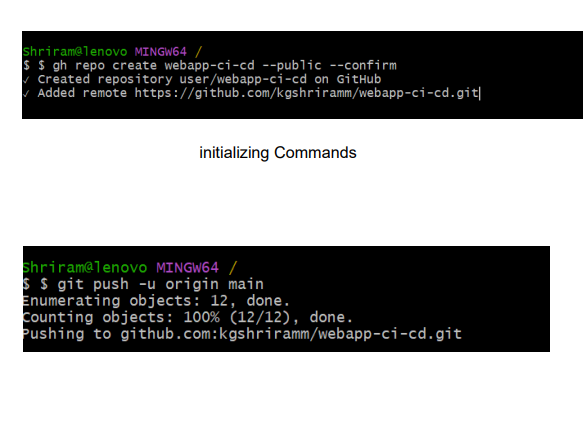 Shriram@lenovo MINGW64 /
$ $ gh repo create webapp-ci-cd --public --confirm
✓ Created repository user/webapp-ci-cd on GitHub
✓ Added remote https://github.com/kgshriramm/webapp-ci-cd.git
initializing Commands
Shriram@lenovo MINGW64 /
$ $ git push -u origin main
Enumerating objects: 12, done.
Counting objects: 100% (12/12), done.
Pushing to github.com:kgshriramm/webapp-ci-cd.git